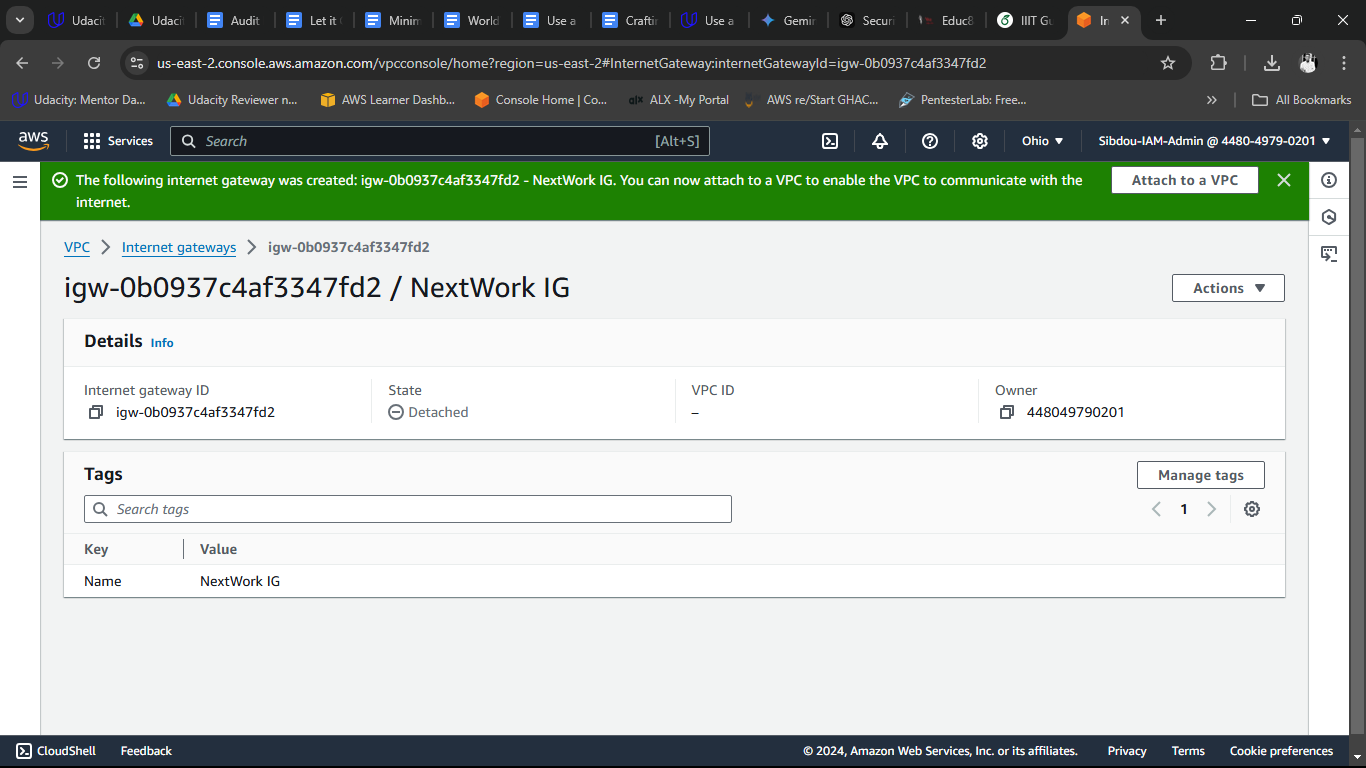 Udacit
Udacit
Audit
Let it
Minim
World
Use a
Craftin
Use a
Gemin
Securi
Educ8
IIIT Gu
In
us-east-2.console.aws.amazon.com/vpcconsole/home?region=us-east-2#InternetGateway:internetGatewayId=igw-0b0937c4af3347fd2
Udacity: Mentor Da...
Udacity Reviewer n...
AWS Learner Dashb...
Console Home | Co...
alx ALX -My Portal
AWS re/Start GHAC...
PentesterLab: Free...
All Bookmarks
aws
Services
Search
[Alt+S]
Ohio
Sibdou-IAM-Admin @ 4480-4979-0201
The following internet gateway was created: igw-0b0937c4af3347fd2 - NextWork IG. You can now attach to a VPC to enable the VPC to communicate with the
internet.
Attach to a VPC
VPC
Internet gateways
igw-0b0937c4af3347fd2
igw-0b0937c4af3347fd2 / NextWork IG
Actions
Details Info
Internet gateway ID
igw-0b0937c4af3347fd2
State
Detached
VPC ID
–
Owner
448049790201
Tags
Manage tags
Search tags
1
Key
Value
Name
NextWork IG
CloudShell
Feedback
© 2024, Amazon Web Services, Inc. or its affiliates.
Privacy
Terms
Cookie preferences